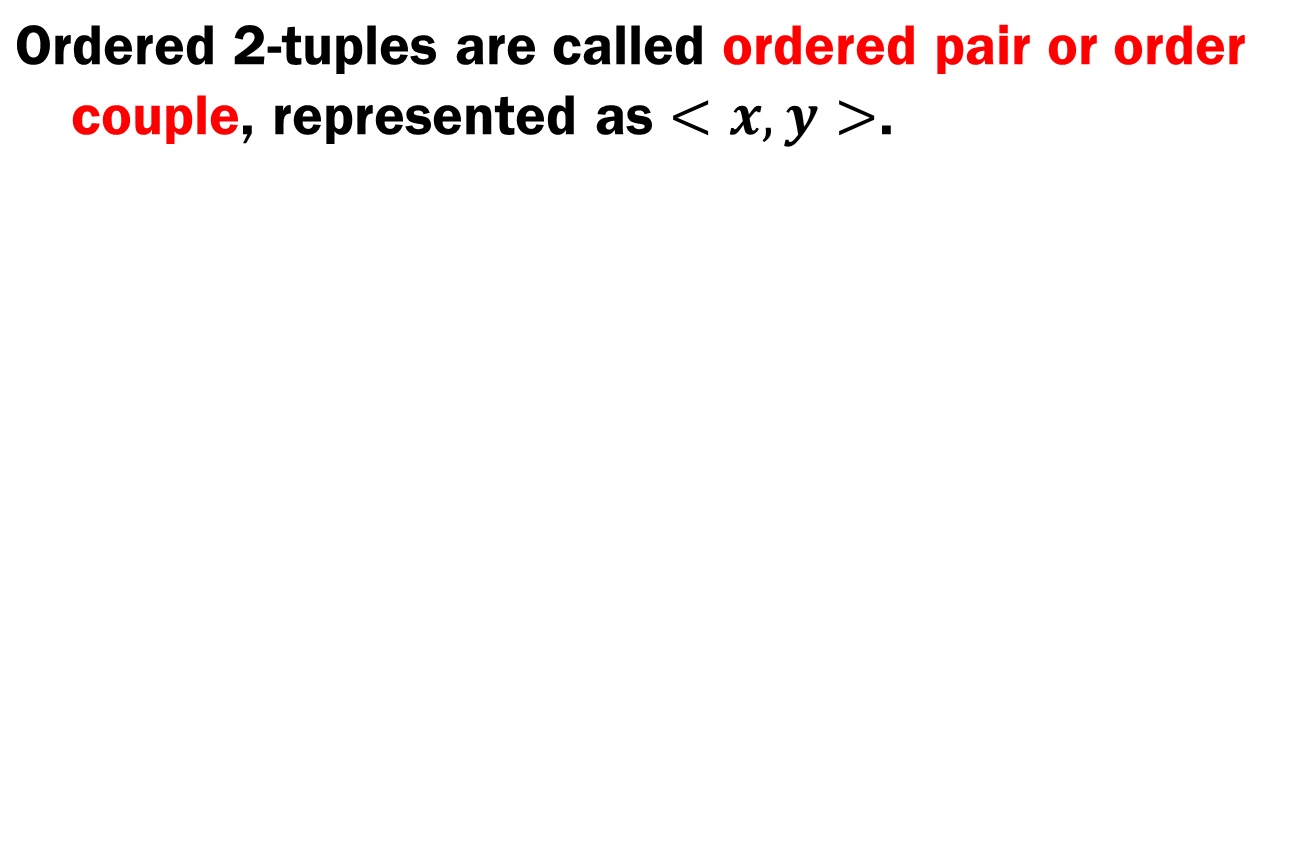 Ordered 2-tuples are called ordered pair or order
couple, represented as < x, y >.